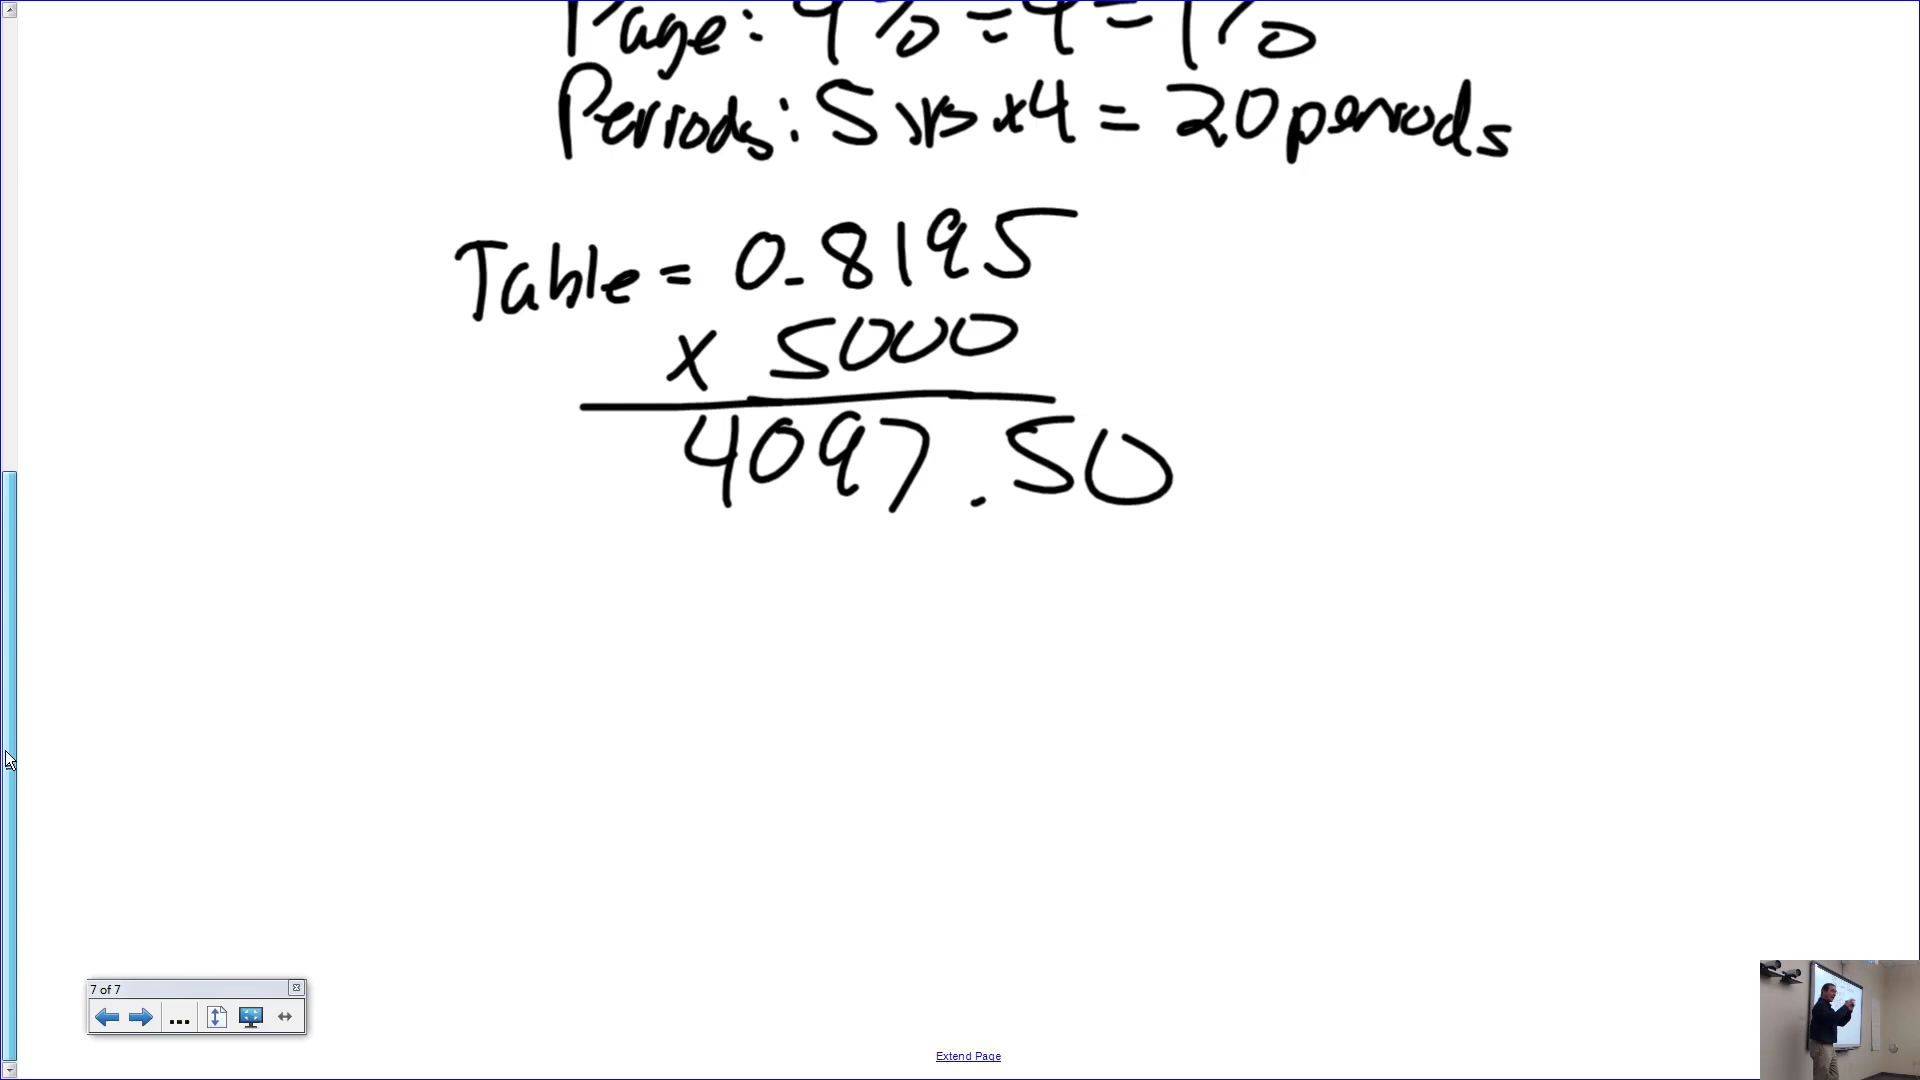 Page: 4% ÷ 4 = 1%
Periods: 5 yrs x 4 = 20 periods
Table = 0.8195
x 5000
4097.50
7 of 7
...
Extend Page